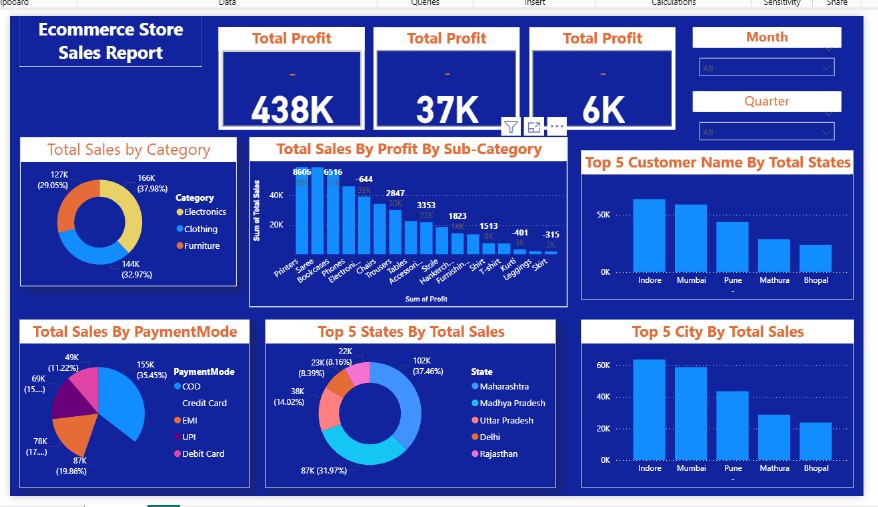 Data
Queries
Insert
Calculations
Sensitivity
Share
Ecommerce Store
Sales Report
Total Profit
-
438K
Total Profit
-
37K
Total Profit
-
6K
Month
All
Quarter
All
Total Sales by Category
127K
(29.05%)
166K
(37.98%)
144K
(32.97%)
Category
Electronics
Clothing
Furniture
Total Sales By Profit By Sub-Category
Sum of Total Sales
40K
20K
8606
6516
-644
39K
2847
30K
3353
22K
1823
14K
1513
8K
-401
3K
-315
2K
Printers
Saree
Bookcases
Phones
Electroni...
Chairs
Trousers
Tables
Accessori...
Stole
Hankerch...
Furnishin...
Shirt
T-shirt
Kurti
Leggings
Skirt
Sum of Profit
Top 5 Customer Name By Total States
50K
0K
Indore
Mumbai
Pune
Mathura
Bhopal
-
Total Sales By PaymentMode
49K
(11.22%)
155K
(35.45%)
69K
(15....)
78K
(17....)
87K
(19.86%)
PaymentMode
COD
Credit Card
EMI
UPI
Debit Card
Top 5 States By Total Sales
22K
(8.16%)
23K
(8.39%)
38K
(14.02%)
102K
(37.46%)
87K (31.97%)
State
Maharashtra
Madhya Pradesh
Uttar Pradesh
Delhi
Rajasthan
Top 5 City By Total Sales
60K
40K
20K
0K
Indore
Mumbai
Pune
Mathura
Bhopal
-